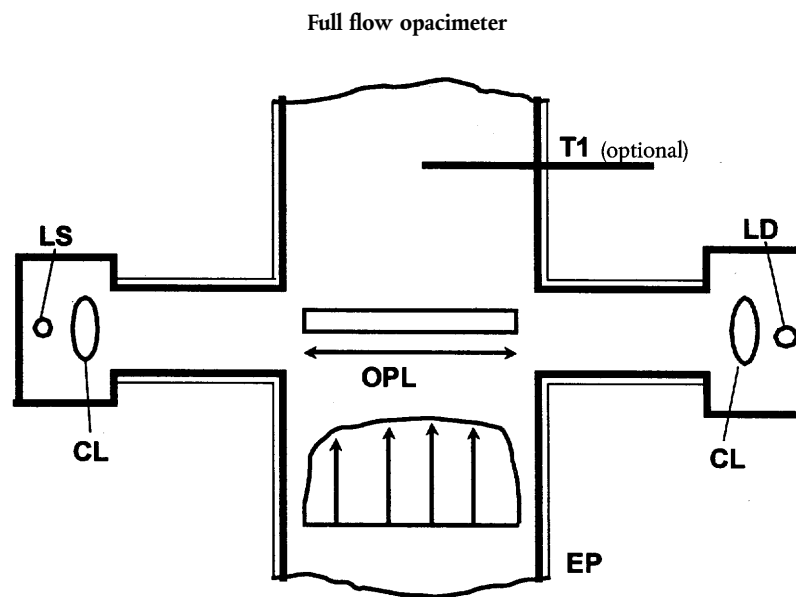 Full flow opacimeter
T1 (optional)
LS
LD
OPL
CL
CL
EP